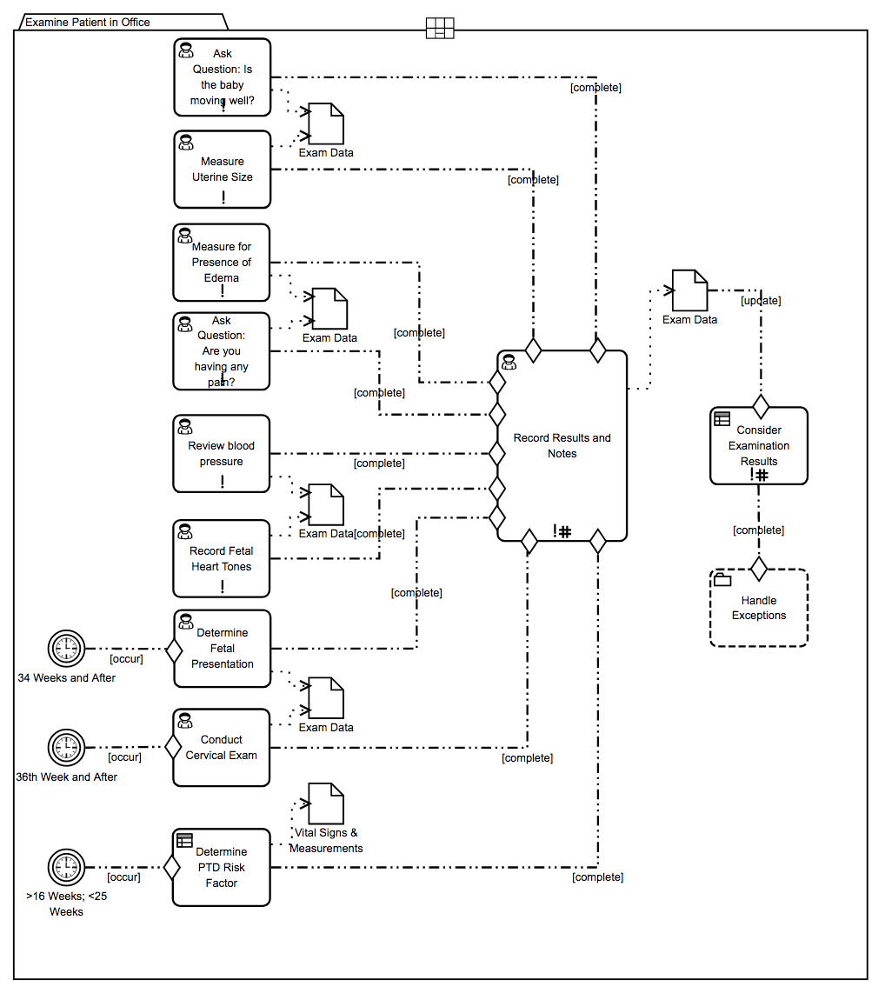 Examine Patient in Office
Ask
Question: Is
the baby
moving well?
!
[complete]
Exam Data
Measure
Uterine Size
!
[complete]
Measure for
Presence of
Edema
!
[complete]
Exam Data
Ask
Question:
Are you
having any
pain?
!
[complete]
Exam Data
[update]
Record Results and
Notes
!#
Consider
Examination
Results
!#
[complete]
Handle
Exceptions
Review blood
pressure
!
[complete]
Exam Data
[complete]
Record Fetal
Heart Tones
!
[complete]
Determine
Fetal
Presentation
[occur]
34 Weeks and After
Exam Data
Conduct
Cervical Exam
[occur]
36th Week and After
[complete]
Vital Signs &
Measurements
Determine
PTD Risk
Factor
[occur]
>16 Weeks; <25
Weeks
[complete]